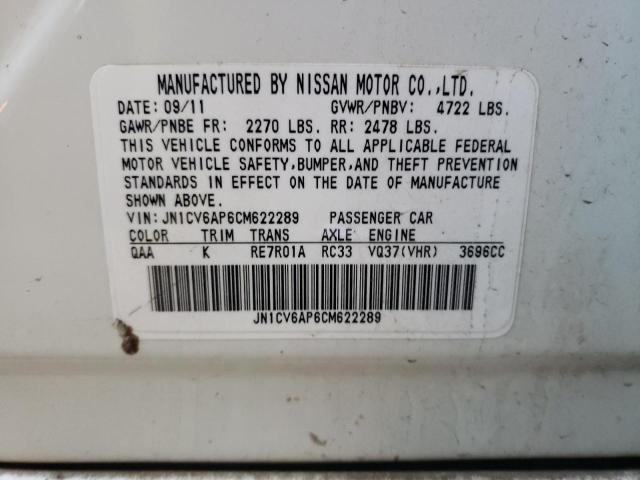 MANUFACTURED BY NISSAN MOTOR CO.,LTD.
DATE: 09/11 GVWR/PNBV: 4722 LBS.
GAWR/PNBE FR: 2270 LBS. RR: 2478 LBS.
THIS VEHICLE CONFORMS TO ALL APPLICABLE FEDERAL
MOTOR VEHICLE SAFETY,BUMPER,AND THEFT PREVENTION
STANDARDS IN EFFECT ON THE DATE OF MANUFACTURE
SHOWN ABOVE.
VIN: JN1CV6AP6CM622289 PASSENGER CAR
COLOR TRIM TRANS AXLE ENGINE
QAA K RE7R01A RC33 VQ37(VHR) 3696CC
JN1CV6AP6CM622289